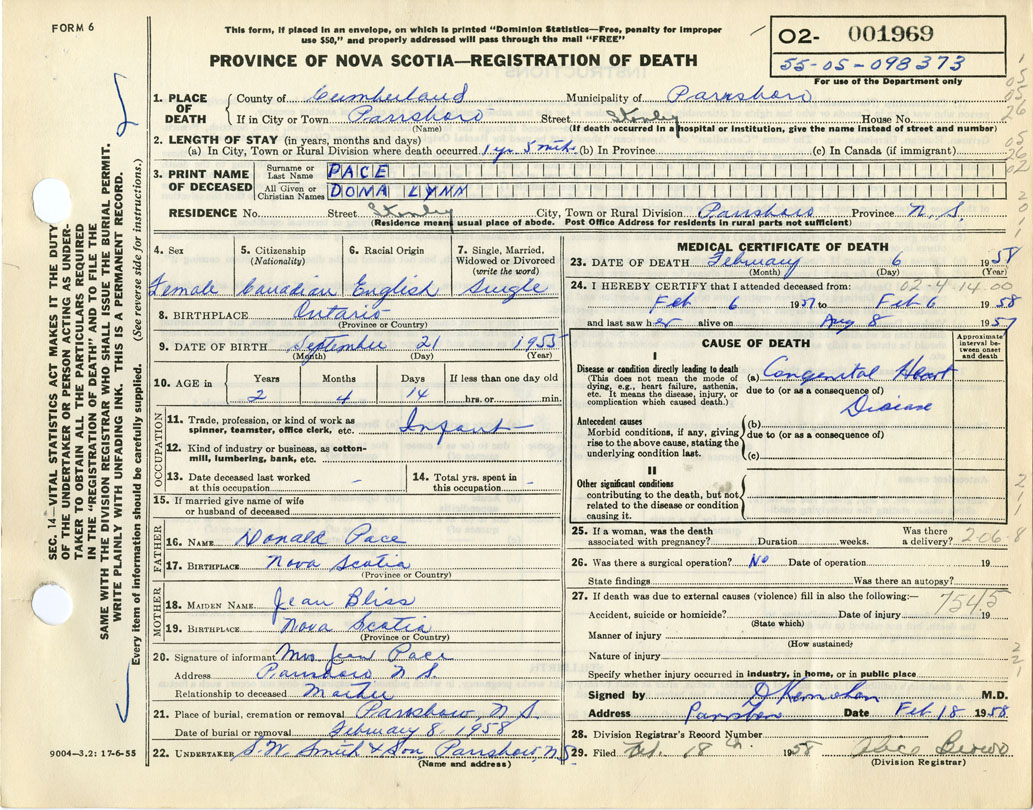 FORM 6
This form, if placed in an envelope, on which is printed "Dominion Statistics—Free, penalty for improper
use $50," and properly addressed will pass through the mail "FREE"
PROVINCE OF NOVA SCOTIA—REGISTRATION OF DEATH
O2- 001969
55-05-098373
For use of the Department only
1. PLACE OF DEATH County of Cumberland Municipality of Parrsboro
If in City or Town Parrsboro Street Stanley House No.
(Name) (If death occurred in a hospital or institution, give the name instead of street and number)
2. LENGTH OF STAY (in years, months and days)
(a) In City, Town or Rural Division where death occurred 1 yr 5 mths. (b) In Province (c) In Canada (if immigrant)
3. PRINT NAME OF DECEASED Surname or Last Name PACE
All Given or Christian Names DONA LYNN
RESIDENCE No. Street Stanley City, Town or Rural Division Parrsboro Province N.S.
(Residence means usual place of abode. Post Office Address for residents in rural parts not sufficient)
4. Sex 5. Citizenship (Nationality) 6. Racial Origin 7. Single, Married, Widowed or Divorced (write the word)
Female Canadian English Single
8. BIRTHPLACE Ontario
(Province or Country)
9. DATE OF BIRTH September 21 1955
(Month) (Day) (Year)
10. AGE in Years Months Days If less than one day old
2 4 14 hrs. or min.
OCCUPATION
11. Trade, profession, or kind of work as spinner, teamster, office clerk, etc. Infant
12. Kind of industry or business, as cotton-mill, lumbering, bank, etc.
13. Date deceased last worked at this occupation - 14. Total yrs. spent in this occupation -
15. If married give name of wife or husband of deceased
FATHER
16. NAME Donald Pace
17. BIRTHPLACE Nova Scotia
(Province or Country)
MOTHER
18. MAIDEN NAME Jean Bliss
19. BIRTHPLACE Nova Scotia
(Province or Country)
20. Signature of informant Mrs Jean Pace
Address Parrsboro N.S.
Relationship to deceased Mother
21. Place of burial, cremation or removal Parrsboro, N.S.
Date of burial or removal February 8, 1958
22. UNDERTAKER S.W. Smith & Son Parrsboro, N.S.
(Name and address)
MEDICAL CERTIFICATE OF DEATH
23. DATE OF DEATH February 6 1958
(Month) (Day) (Year)
24. I HEREBY CERTIFY that I attended deceased from: 02-4 14.00
Feb 6 1957 to Feb 6 1958
and last saw her alive on Aug 8 1957
CAUSE OF DEATH
Approximate interval between onset and death
I
Disease or condition directly leading to death
(This does not mean the mode of dying, e.g., heart failure, asthenia, etc. It means the disease, injury, or complication which caused death.)
(a) Congenital Heart
due to (or as a consequence of)
Disease
Antecedent causes
Morbid conditions, if any, giving rise to the above cause, stating the underlying condition last.
(b)
due to (or as a consequence of)
(c)
II
Other significant conditions
contributing to the death, but not related to the disease or condition causing it.
25. If a woman, was the death associated with pregnancy? Duration weeks. Was there a delivery? 206.8
26. Was there a surgical operation? No Date of operation 19
State findings Was there an autopsy?
27. If death was due to external causes (violence) fill in also the following:— 754.5
Accident, suicide or homicide? Date of injury 19
(State which)
Manner of injury
(How sustained)
Nature of injury
Specify whether injury occurred in industry, in home, or in public place
Signed by D Kernohan M.D.
Address Parrsboro Date Feb 18 1958.
28. Division Registrar's Record Number
29. Filed Feb. 18th 1958 Alice Brown
(Division Registrar)
SEC. 14—VITAL STATISTICS ACT MAKES IT THE DUTY
OF THE UNDERTAKER OR PERSON ACTING AS UNDER-
TAKER TO OBTAIN ALL THE PARTICULARS REQUIRED
IN THE "REGISTRATION OF DEATH" AND TO FILE THE
SAME WITH THE DIVISION REGISTRAR WHO SHALL ISSUE THE BURIAL PERMIT.
WRITE PLAINLY WITH UNFADING INK. THIS IS A PERMANENT RECORD.
Every item of information should be carefully supplied. (See reverse side for instructions.)
9004—3.2: 17-6-55